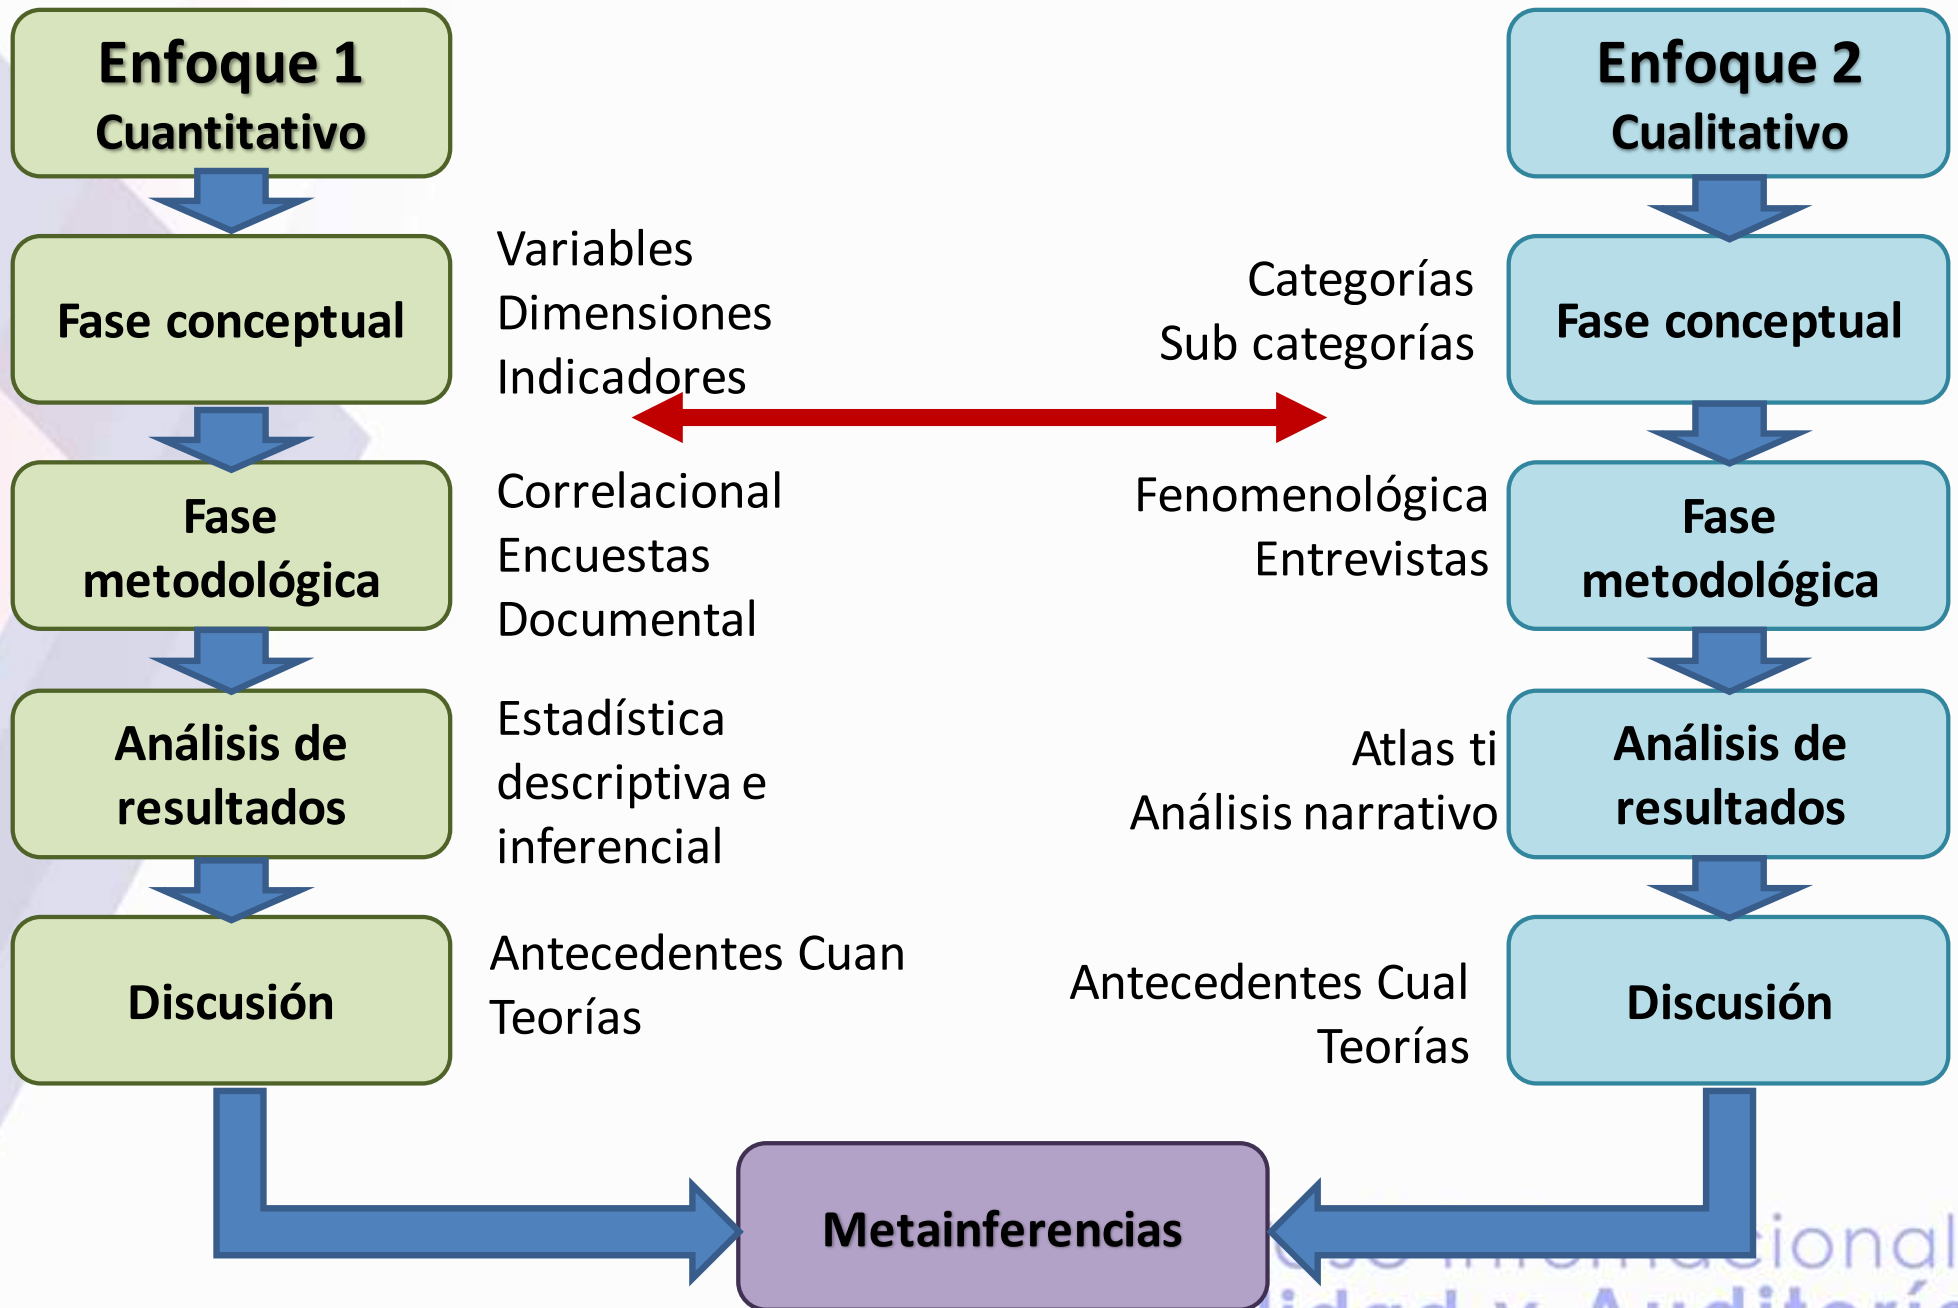 Enfoque 1
Cuantitativo
Enfoque 2
Cualitativo
Fase conceptual
Variables
Dimensiones
Indicadores
Categorías
Sub categorías
Fase conceptual
Fase
metodológica
Correlacional
Encuestas
Documental
Fenomenológica
Entrevistas
Fase
metodológica
Análisis de
resultados
Estadística
descriptiva e
inferencial
Atlas ti
Análisis narrativo
Análisis de
resultados
Discusión
Antecedentes Cuan
Teorías
Antecedentes Cual
Teorías
Discusión
Metainferencias